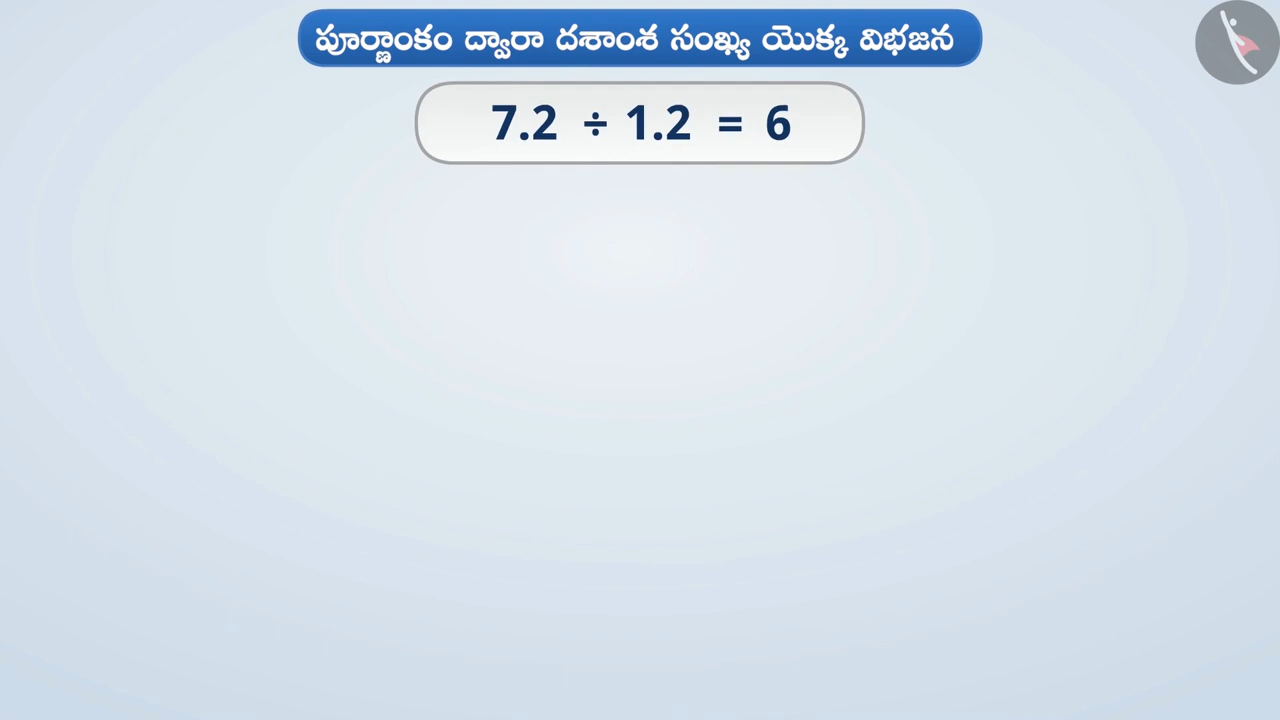 పూర్ణాంకం ద్వారా దశాంశ సంఖ్య యొక్క విభజన
7.2 ÷ 1.2 = 6